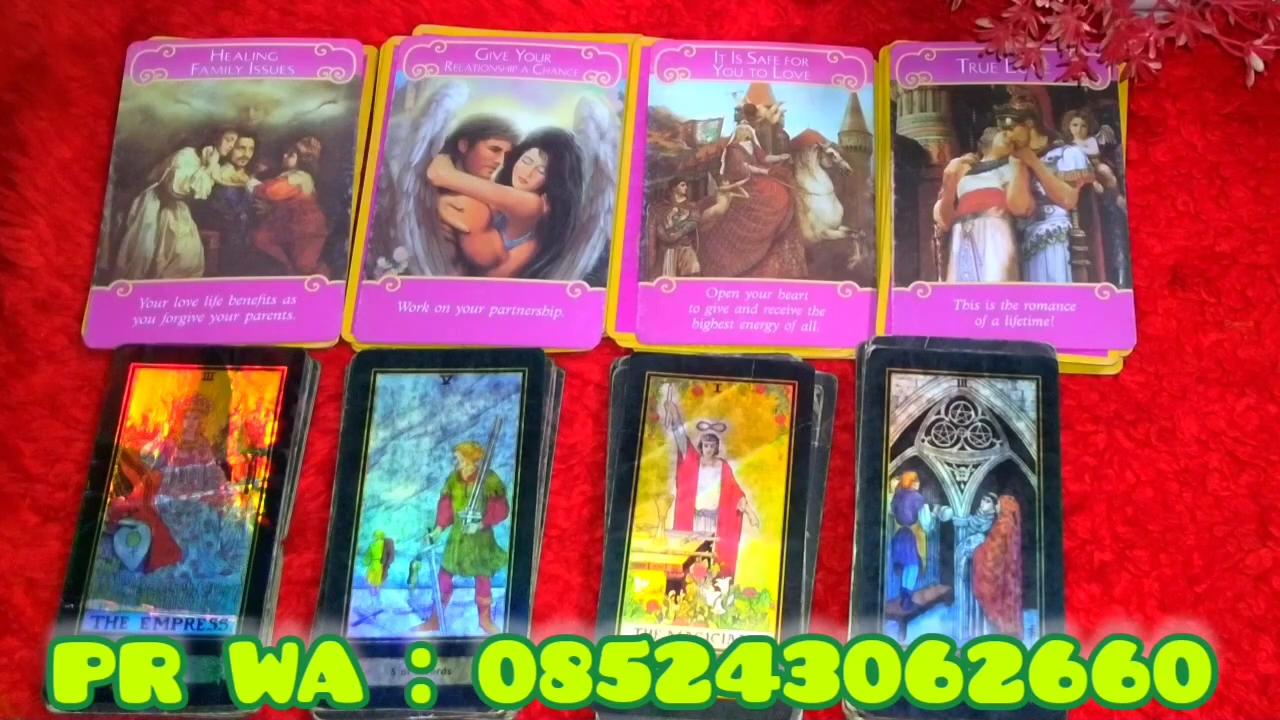 HEALING
FAMILY ISSUES
GIVE YOUR
RELATIONSHIP A CHANCE
IT IS SAFE FOR
YOU TO LOVE
TRUE
Your love life benefits as
you forgive your parents.
Work on your partnership.
Open your heart
to give and receive the
highest energy of all.
This is the romance
of a lifetime!
III
V
I
III
THE EMPRESS
THE
PR WA : 085243062660